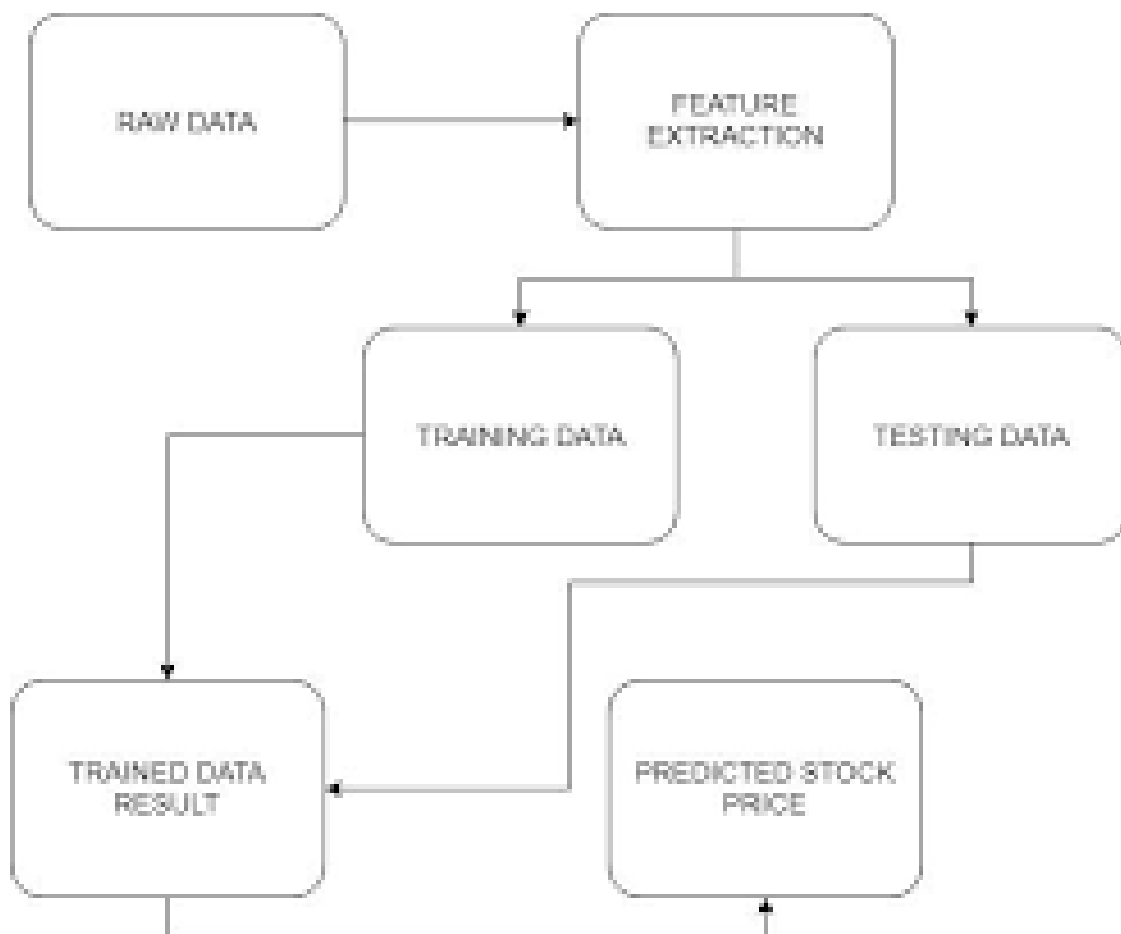 RAW DATA
FEATURE
EXTRACTION
TRAINING DATA
TESTING DATA
TRAINED DATA
RESULT
PREDICTED STOCK
PRICE